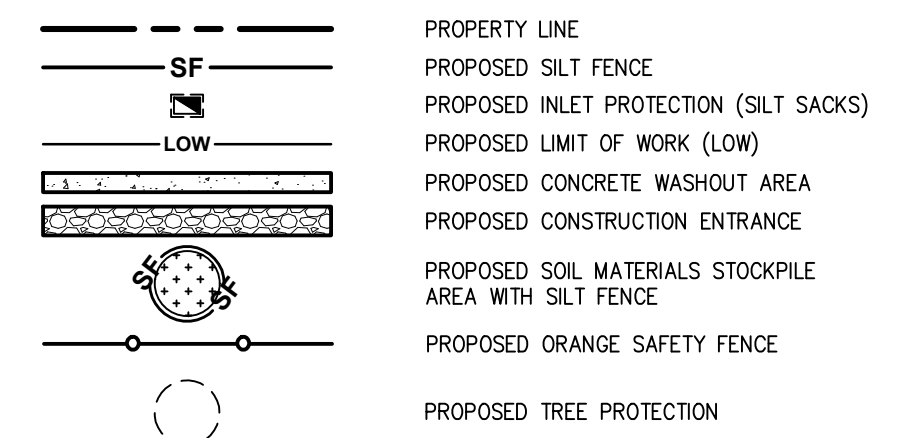 PROPERTY LINE
SF PROPOSED SILT FENCE
PROPOSED INLET PROTECTION (SILT SACKS)
LOW PROPOSED LIMIT OF WORK (LOW)
PROPOSED CONCRETE WASHOUT AREA
PROPOSED CONSTRUCTION ENTRANCE
SF SF
PROPOSED SOIL MATERIALS STOCKPILE
AREA WITH SILT FENCE
PROPOSED ORANGE SAFETY FENCE
PROPOSED TREE PROTECTION